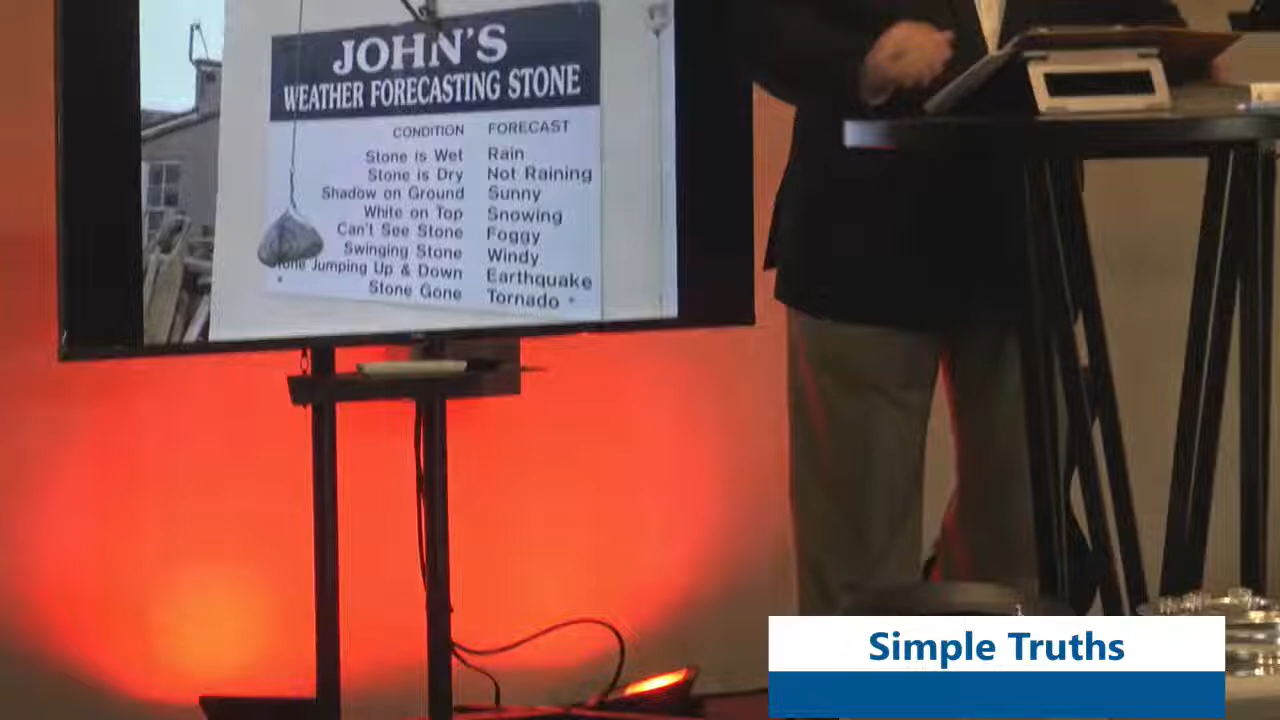 JOHN'S
WEATHER FORECASTING STONE
CONDITION FORECAST
Stone is Wet Rain
Stone is Dry Not Raining
Shadow on Ground Sunny
White on Top Snowing
Can't See Stone Foggy
Swinging Stone Windy
Stone Jumping Up & Down Earthquake
Stone Gone Tornado
Simple Truths